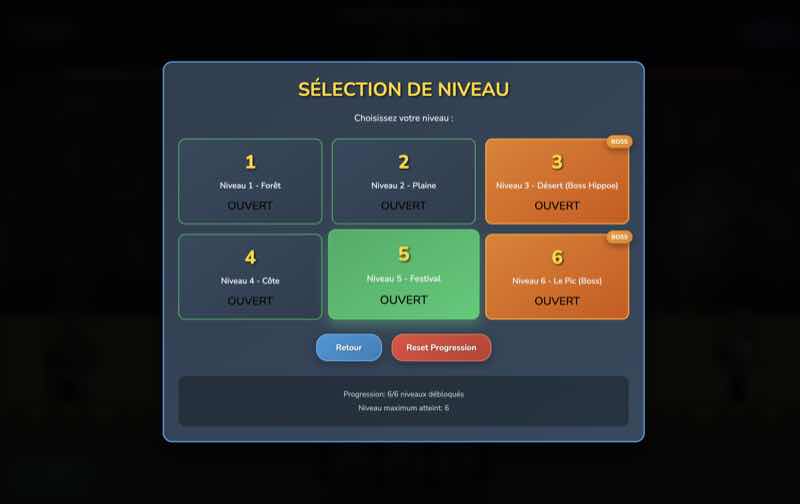 SÉLECTION DE NIVEAU
Choisissez votre niveau :
1
Niveau 1 - Forêt
OUVERT
2
Niveau 2 - Plaine
OUVERT
BOSS
3
Niveau 3 - Désert (Boss Hippoe)
OUVERT
4
Niveau 4 - Côte
OUVERT
5
Niveau 5 - Festival
OUVERT
BOSS
6
Niveau 6 - Le Pic (Boss)
OUVERT
Retour
Reset Progression
Progression: 6/6 niveaux débloqués
Niveau maximum atteint: 6